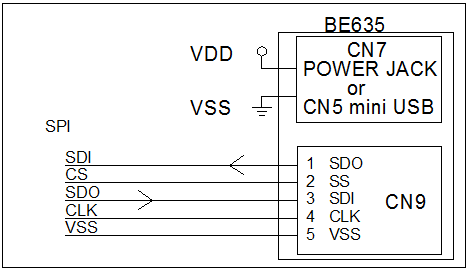 BE635
VDD
CN7
POWER JACK
or
VSS
CN5 mini USB
SPI
SDI
1 SDO
CS
2 SS
SDO
3 SDI
CN9
CLK
4 CLK
VSS
5 VSS